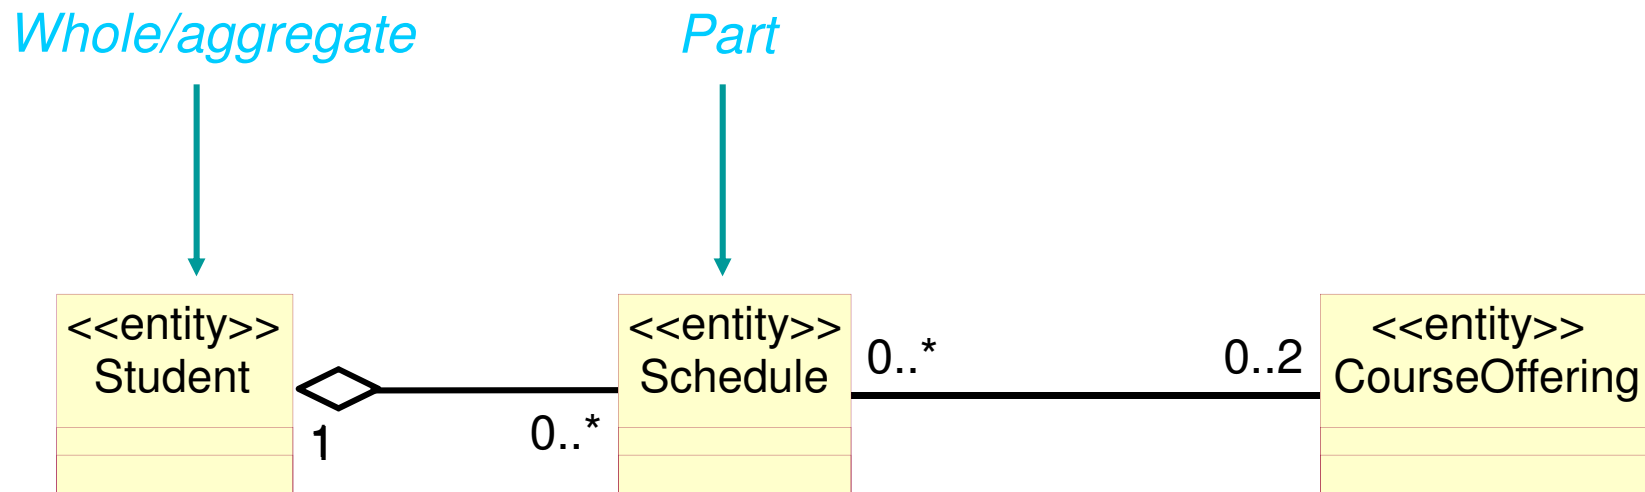 Whole/aggregate
Part
<<entity>>
Student
1
0..*
<<entity>>
Schedule
0..*
0..2
<<entity>>
CourseOffering